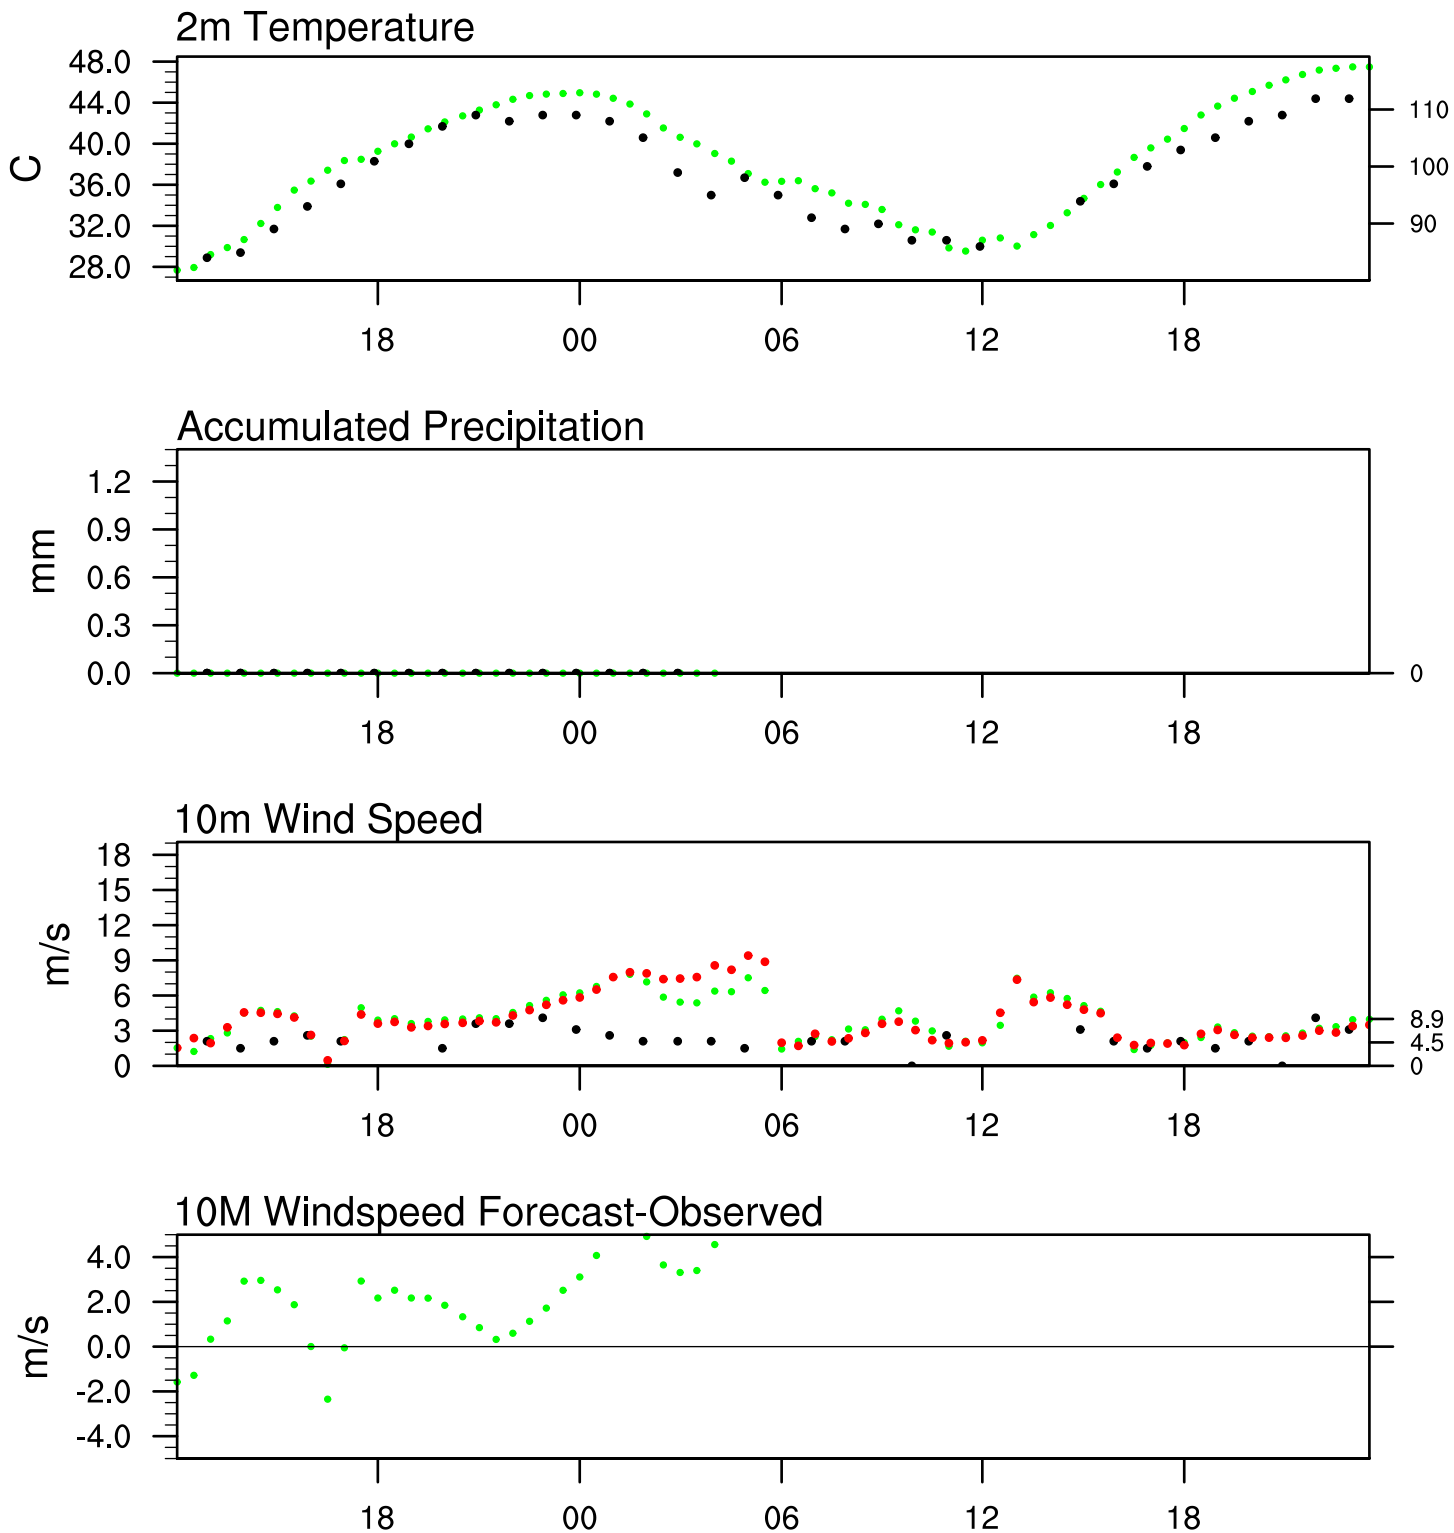 2m Temperature
48.0
44.0
40.0
36.0
32.0
28.0
C
110
100
90
18 00 06 12 18
Accumulated Precipitation
1.2
0.9
0.6
0.3
0.0
mm
0
18 00 06 12 18
10m Wind Speed
18
15
12
9
6
3
0
m/s
8.9
4.5
0
18 00 06 12 18
10M Windspeed Forecast-Observed
4.0
2.0
0.0
-2.0
-4.0
m/s
18 00 06 12 18